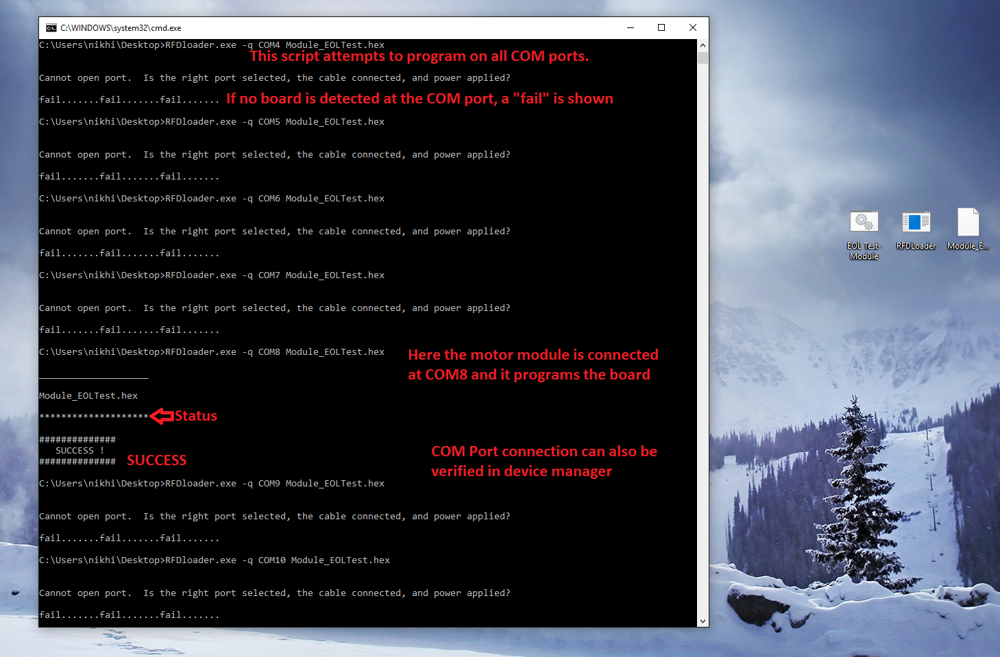 C:\WINDOWS\system32\cmd.exe
C:\Users\nikhi\Desktop>RFDloader.exe -q COM4 Module_EOLTest.hex
This script attempts to program on all COM ports.
Cannot open port.  Is the right port selected, the cable connected, and power applied?
fail.......fail.......fail.......
If no board is detected at the COM port, a "fail" is shown
C:\Users\nikhi\Desktop>RFDloader.exe -q COM5 Module_EOLTest.hex
Cannot open port.  Is the right port selected, the cable connected, and power applied?
fail.......fail.......fail.......
C:\Users\nikhi\Desktop>RFDloader.exe -q COM6 Module_EOLTest.hex
Cannot open port.  Is the right port selected, the cable connected, and power applied?
fail.......fail.......fail.......
C:\Users\nikhi\Desktop>RFDloader.exe -q COM7 Module_EOLTest.hex
Cannot open port.  Is the right port selected, the cable connected, and power applied?
fail.......fail.......fail.......
C:\Users\nikhi\Desktop>RFDloader.exe -q COM8 Module_EOLTest.hex
Here the motor module is connected
at COM8 and it programs the board
____________________
Module_EOLTest.hex
********************
Status
##############
SUCCESS !
##############
SUCCESS
COM Port connection can also be
verified in device manager
C:\Users\nikhi\Desktop>RFDloader.exe -q COM9 Module_EOLTest.hex
Cannot open port.  Is the right port selected, the cable connected, and power applied?
fail.......fail.......fail.......
C:\Users\nikhi\Desktop>RFDloader.exe -q COM10 Module_EOLTest.hex
Cannot open port.  Is the right port selected, the cable connected, and power applied?
fail.......fail.......fail.......
EOL Test-
Module
RFDLoader
Module_E...